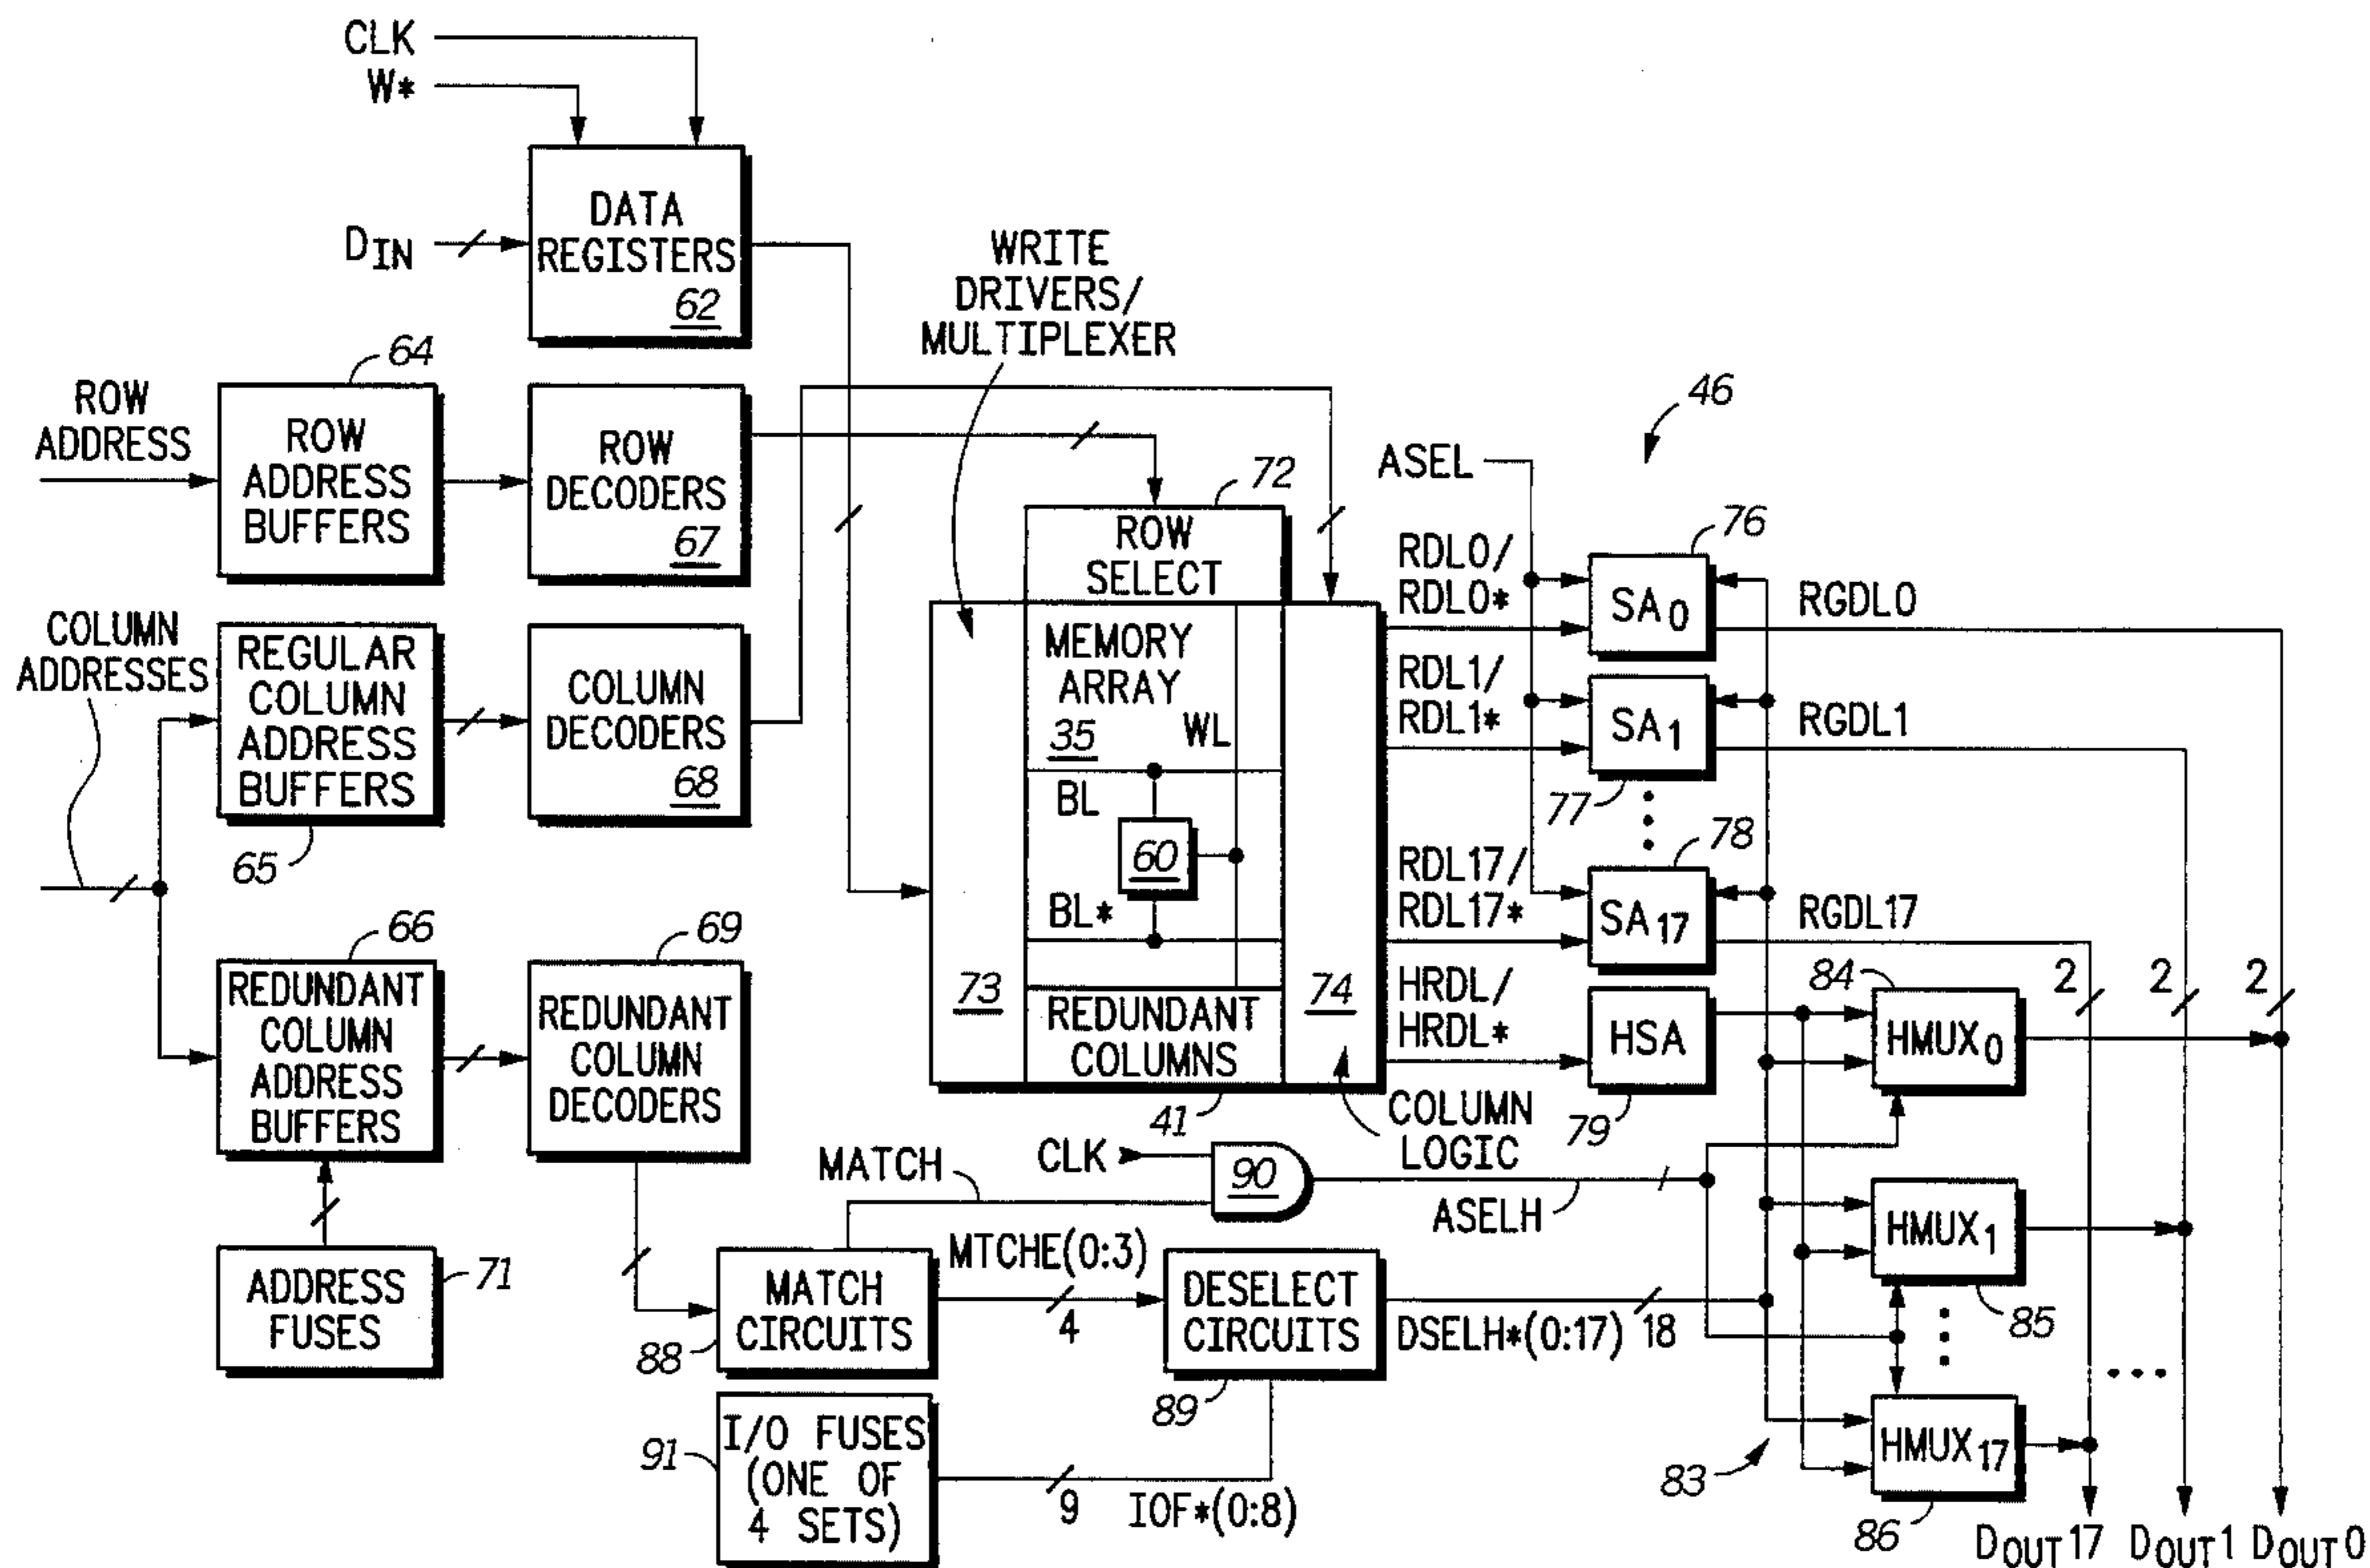 CLK
W*
DIN
DATA
REGISTERS
62
WRITE
DRIVERS/
MULTIPLEXER
ROW
ADDRESS
64
ROW
ADDRESS
BUFFERS
ROW
DECODERS
67
46
ASEL
72
ROW
SELECT
COLUMN
ADDRESSES
REGULAR
COLUMN
ADDRESS
BUFFERS
65
COLUMN
DECODERS
68
MEMORY
ARRAY
35
WL
BL
60
BL*
73
74
REDUNDANT
COLUMNS
41
COLUMN
LOGIC
RDL0/
RDL0*
76
SA0
RGDL0
RDL1/
RDL1*
SA1
77
RGDL1
RDL17/
RDL17*
78
SA17
RGDL17
HRDL/
HRDL*
HSA
79
2
2
2
84
HMUX0
66
REDUNDANT
COLUMN
ADDRESS
BUFFERS
69
REDUNDANT
COLUMN
DECODERS
ADDRESS
FUSES
71
MATCH
CLK
90
ASELH
HMUX1
85
MATCH
CIRCUITS
88
MTCHE(0:3)
4
DESELECT
CIRCUITS
89
DSELH*(0:17)
18
I/O FUSES
(ONE OF
4 SETS)
91
9
IOF*(0:8)
83
HMUX17
86
DOUT17
DOUT1
DOUT0